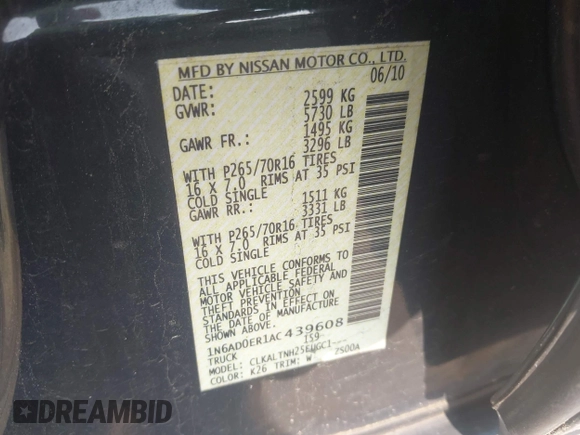 MFD BY NISSAN MOTOR CO., LTD.
DATE: 06/10
GVWR: 2599 KG
5730 LB
GAWR FR.: 1495 KG
3296 LB
WITH P265/70R16 TIRES
16 X 7.0 RIMS AT 35 PSI
COLD SINGLE
GAWR RR.: 1511 KG
3331 LB
WITH P265/70R16 TIRES
16 X 7.0 RIMS AT 35 PSI
COLD SINGLE
THIS VEHICLE CONFORMS TO
ALL APPLICABLE FEDERAL
MOTOR VEHICLE SAFETY AND
THEFT PREVENTION
STANDARDS IN EFFECT ON
THE DATE OF MANUFACTURE
SHOWN ABOVE.
1N6AD0ER1AC439608
TRUCK 1S9-
MODEL:
COLOR: K26 TRIM: W 2500A
DREAMBID